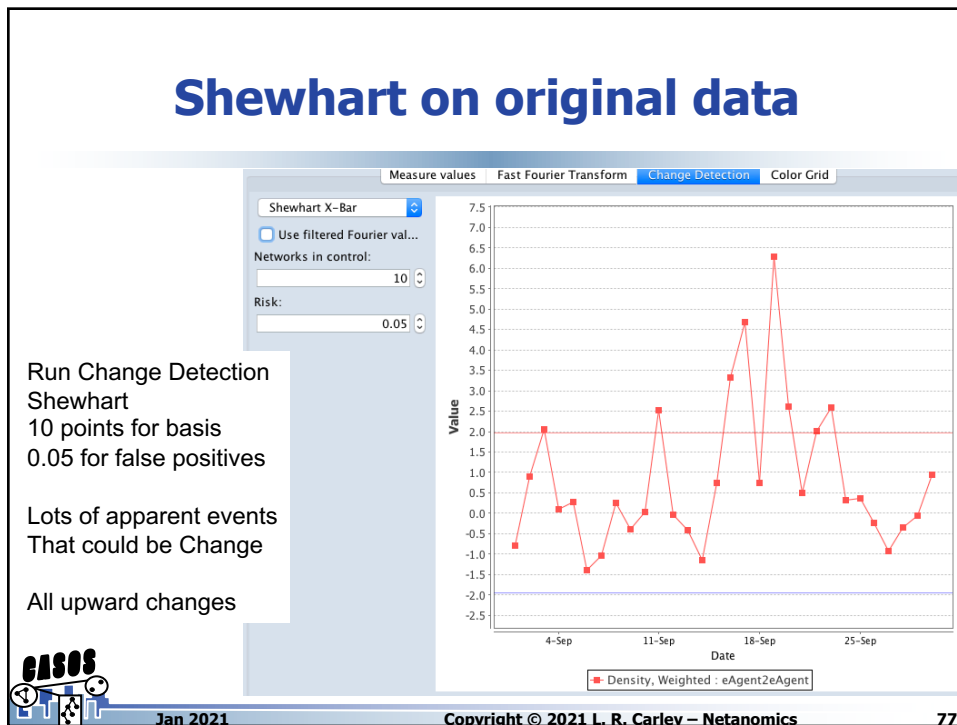 Shewhart on original data
Measure values
Fast Fourier Transform
Change Detection
Color Grid
Shewhart X-Bar
Use filtered Fourier val...
Networks in control:
10
Risk:
0.05
Run Change Detection
Shewhart
10 points for basis
0.05 for false positives
Lots of apparent events
That could be Change
All upward changes
Value
7.5
7.0
6.5
6.0
5.5
5.0
4.5
4.0
3.5
3.0
2.5
2.0
1.5
1.0
0.5
0.0
-0.5
-1.0
-1.5
-2.0
-2.5
4-Sep
11-Sep
18-Sep
25-Sep
Date
Density, Weighted : eAgent2eAgent
CASOS
Jan 2021
Copyright © 2021 L. R. Carley – Netanomics
77